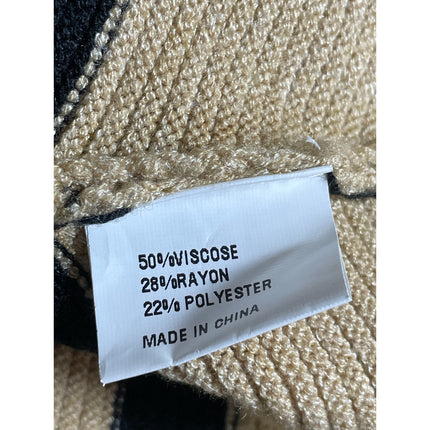 50%VISCOSE
28%RAYON
22% POLYESTER
MADE IN CHINA